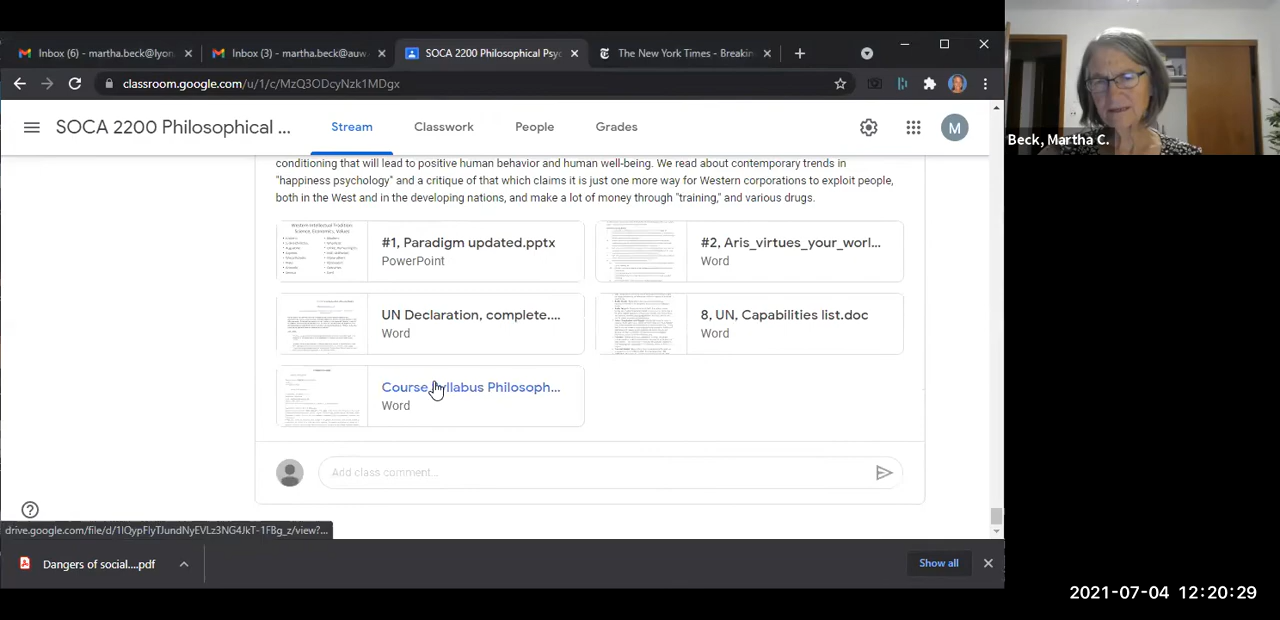 Inbox (6) - martha.beck@lyon
Inbox (3) - martha.beck@auw
SOCA 2200 Philosophical Psy
The New York Times - Breakin
classroom.google.com/u/1/c/MzQ3ODcyNzk1MDgx
SOCA 2200 Philosophical ...
Stream
Classwork
People
Grades
M
Beck, Martha C.
conditioning that will lead to positive human behavior and human well-being. We read about contemporary trends in
"happiness psychology" and a critique of that which claims it is just one more way for Western corporations to exploit people,
both in the West and in the developing nations, and make a lot of money through "training," and various drugs.
Western Intellectual Tradition
Science, Economics, Values
#1 Paradigm updated.pptx
PowerPoint
#2, Aris_virtues_your_worl...
Word
UN Declaration, complete....
Word
8, UN Capabilities list.doc
Word
Course syllabus Philosoph...
Word
Add class comment...
drive.google.com/file/d/1IQypFlyTJundNyEVLz3NG4JkT-1FBg_z/view?...
Dangers of social....pdf
Show all
2021-07-04 12:20:29